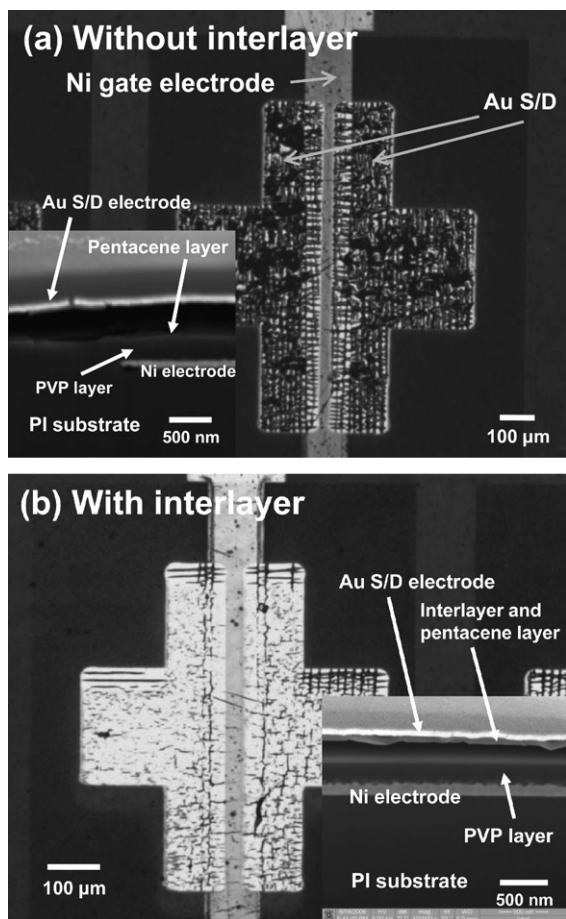 (a) Without interlayer
Ni gate electrode
Au S/D
Au S/D electrode
Pentacene layer
PVP layer
Ni electrode
PI substrate
500 nm
100 µm
(b) With interlayer
Au S/D electrode
Interlayer and
pentacene layer
Ni electrode
PVP layer
PI substrate
100 µm
500 nm